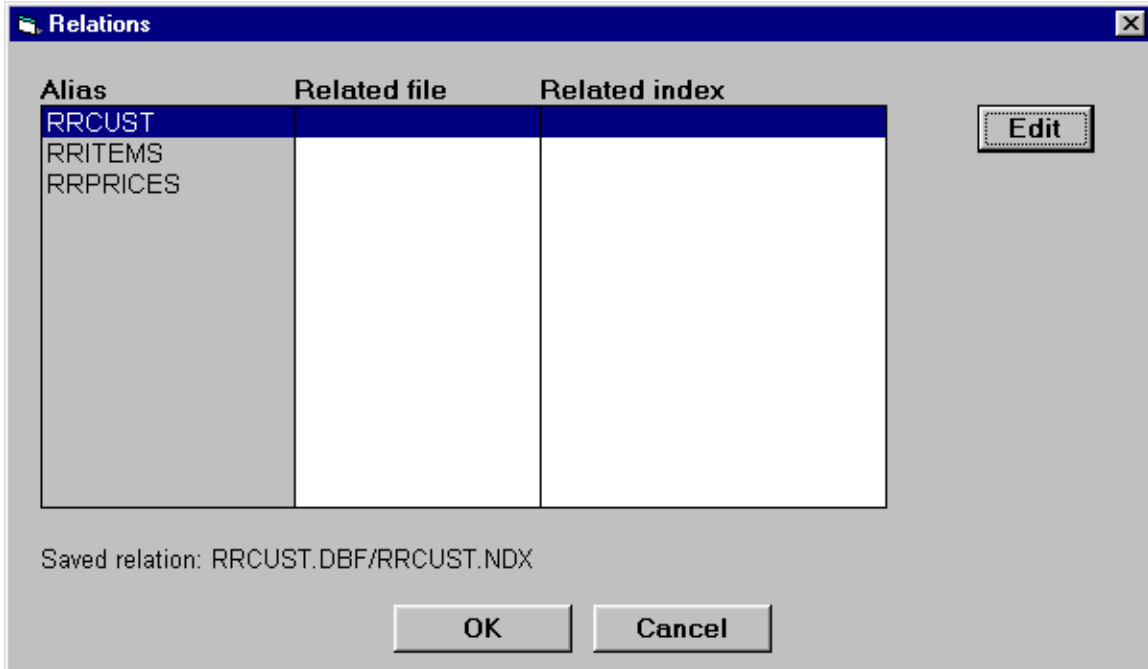 Relations
Alias Related file Related index
RRCUST
Edit
RRITEMS
RRPRICES
Saved relation: RRCUST.DBF/RRCUST.NDX
OK Cancel